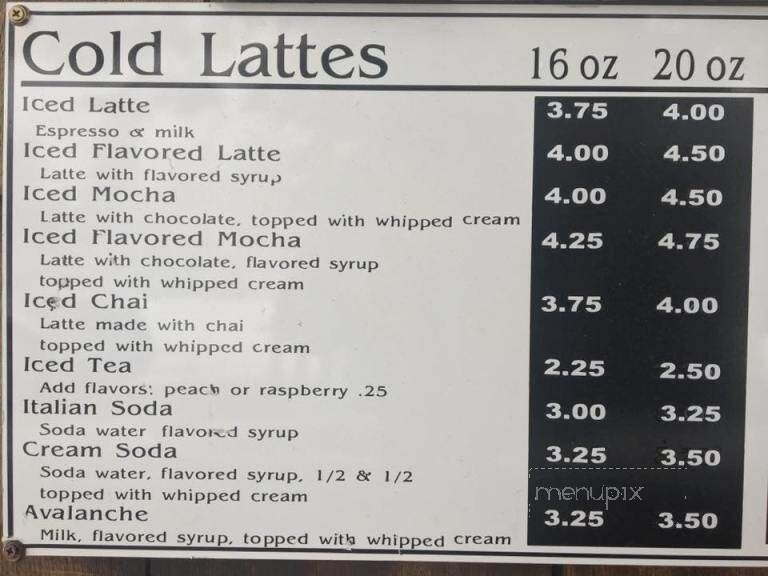 Cold Lattes 16 oz 20 oz
Iced Latte 3.75 4.00
Espresso & milk
Iced Flavored Latte 4.00 4.50
Latte with flavored syrup
Iced Mocha 4.00 4.50
Latte with chocolate, topped with whipped cream
Iced Flavored Mocha 4.25 4.75
Latte with chocolate, flavored syrup
topped with whipped cream
Iced Chai 3.75 4.00
Latte made with chai
topped with whipped cream
Iced Tea 2.25 2.50
Add flavors: peach or raspberry .25
Italian Soda 3.00 3.25
Soda water flavored syrup
Cream Soda 3.25 3.50
Soda water, flavored syrup, 1/2 & 1/2
topped with whipped cream
menupix
Avalanche 3.25 3.50
Milk, flavored syrup, topped with whipped cream